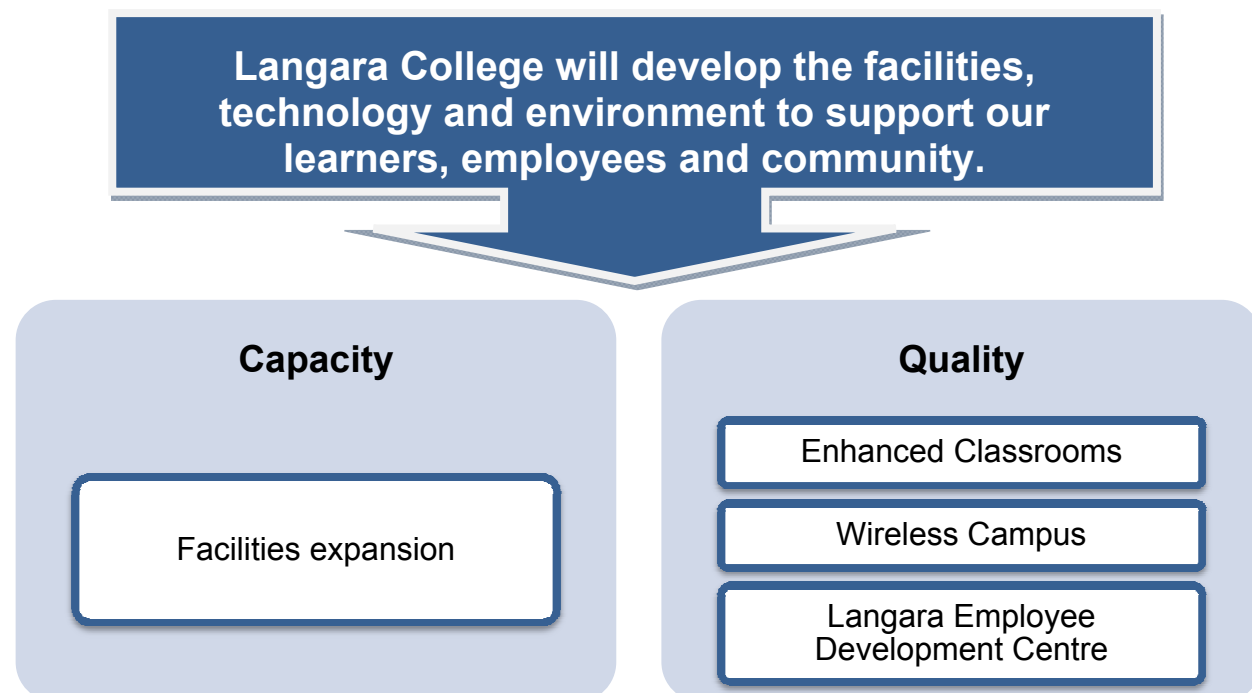 Langara College will develop the facilities,
technology and environment to support our
learners, employees and community.
Capacity
Facilities expansion
Quality
Enhanced Classrooms
Wireless Campus
Langara Employee
Development Centre